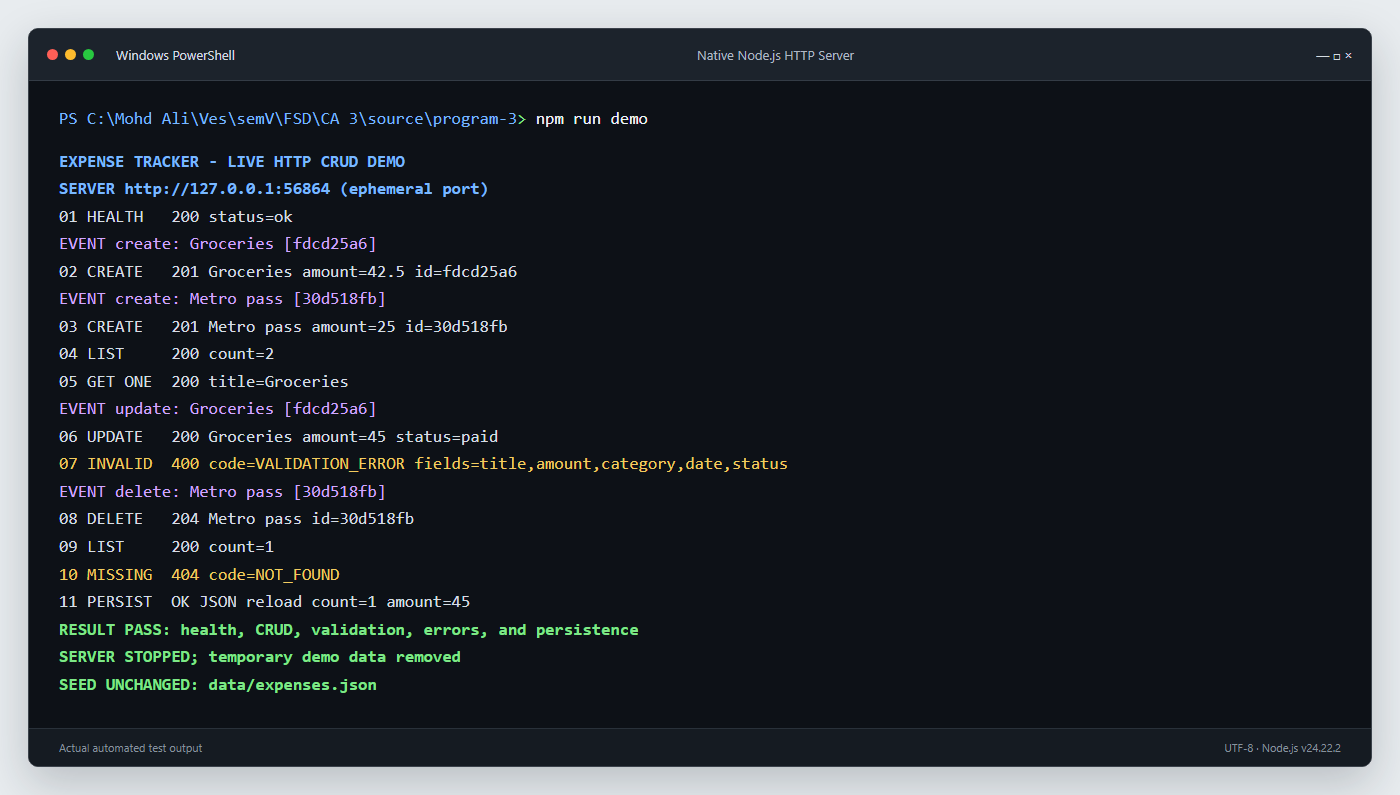 Windows PowerShell
Native Node.js HTTP Server
PS C:\Mohd Ali\Ves\semV\FSD\CA 3\source\program-3> npm run demo
EXPENSE TRACKER - LIVE HTTP CRUD DEMO
SERVER http://127.0.0.1:56864 (ephemeral port)
01 HEALTH   200 status=ok
EVENT create: Groceries [fdcd25a6]
02 CREATE   201 Groceries amount=42.5 id=fdcd25a6
EVENT create: Metro pass [30d518fb]
03 CREATE   201 Metro pass amount=25 id=30d518fb
04 LIST     200 count=2
05 GET ONE  200 title=Groceries
EVENT update: Groceries [fdcd25a6]
06 UPDATE   200 Groceries amount=45 status=paid
07 INVALID  400 code=VALIDATION_ERROR fields=title,amount,category,date,status
EVENT delete: Metro pass [30d518fb]
08 DELETE   204 Metro pass id=30d518fb
09 LIST     200 count=1
10 MISSING  404 code=NOT_FOUND
11 PERSIST  OK JSON reload count=1 amount=45
RESULT PASS: health, CRUD, validation, errors, and persistence
SERVER STOPPED; temporary demo data removed
SEED UNCHANGED: data/expenses.json
Actual automated test output
UTF-8 · Node.js v24.22.2